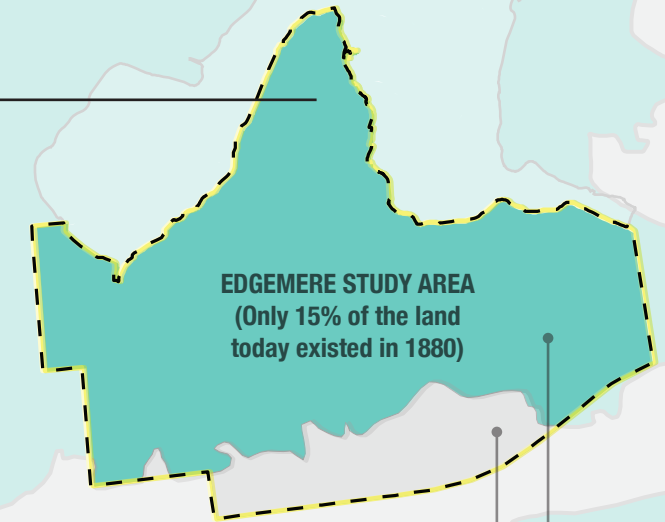 EDGEMERE STUDY AREA
(Only 15% of the land
today existed in 1880)